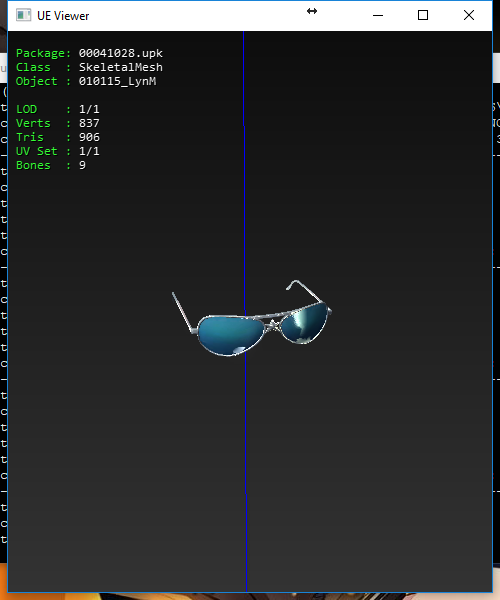 UE Viewer
Package: 00041028.upk
Class : SkeletalMesh
Object : 010115_LynM
LOD : 1/1
Verts : 837
Tris : 906
UV Set : 1/1
Bones : 9